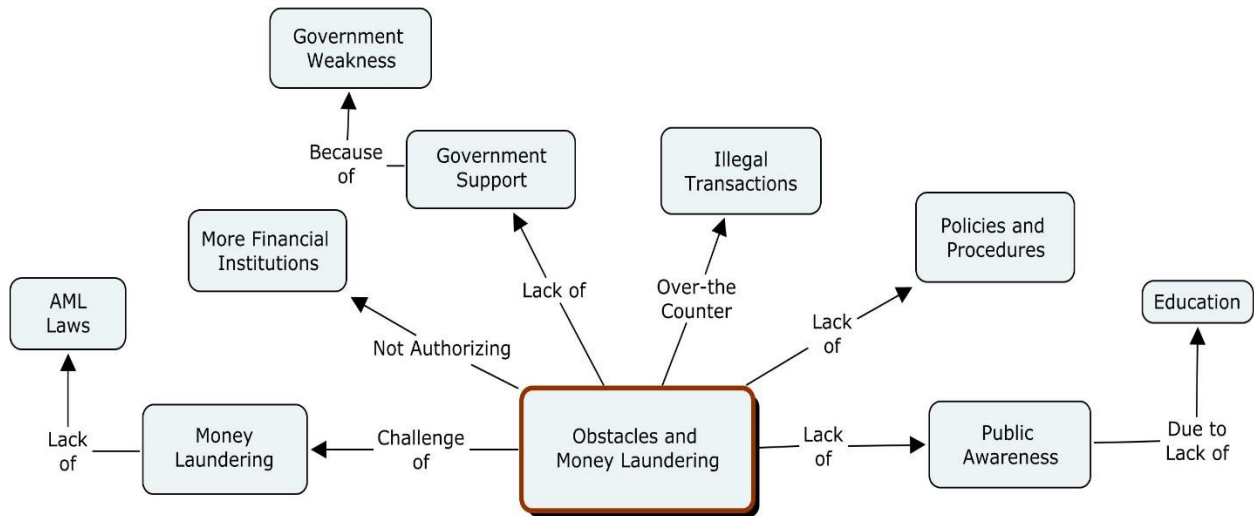 Government
Weakness
Because
of
Government
Support
Illegal
Transactions
Policies and
Procedures
More Financial
Institutions
AML
Laws
Lack of
Over-the
Counter
Education
Lack
of
Not Authorizing
Lack
of
Money
Laundering
Challenge
of
Obstacles and
Money Laundering
Lack
of
Public
Awareness
Due to
Lack of